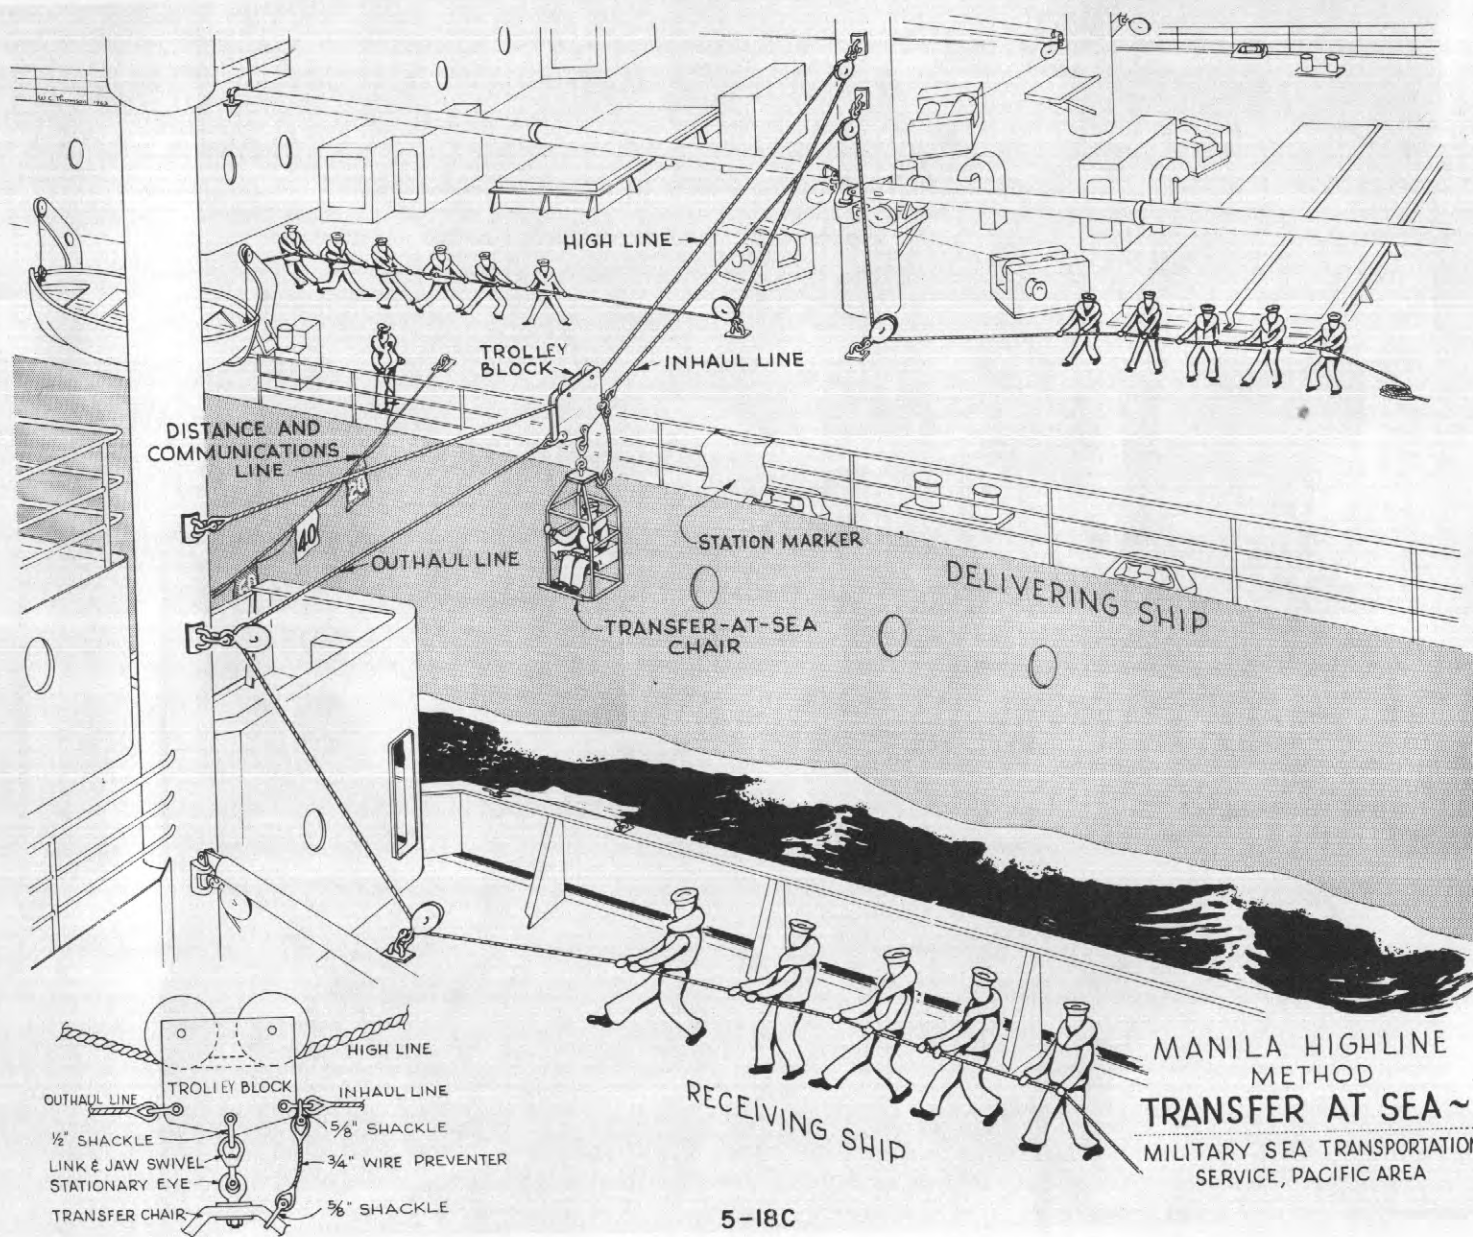 W.C. Thomson
HIGH LINE
TROLLEY
BLOCK
INHAUL LINE
DISTANCE AND
COMMUNICATIONS
LINE
20
40
STATION MARKER
OUTHAUL LINE
DELIVERING SHIP
TRANSFER-AT-SEA
CHAIR
HIGH LINE
TROLLEY BLOCK
OUTHAUL LINE
INHAUL LINE
1/2" SHACKLE
5/8" SHACKLE
LINK & JAW SWIVEL
3/4" WIRE PREVENTER
STATIONARY EYE
TRANSFER CHAIR
5/8" SHACKLE
RECEIVING SHIP
MANILA HIGHLINE
METHOD
TRANSFER AT SEA~
MILITARY SEA TRANSPORTATION
SERVICE, PACIFIC AREA
5-18C